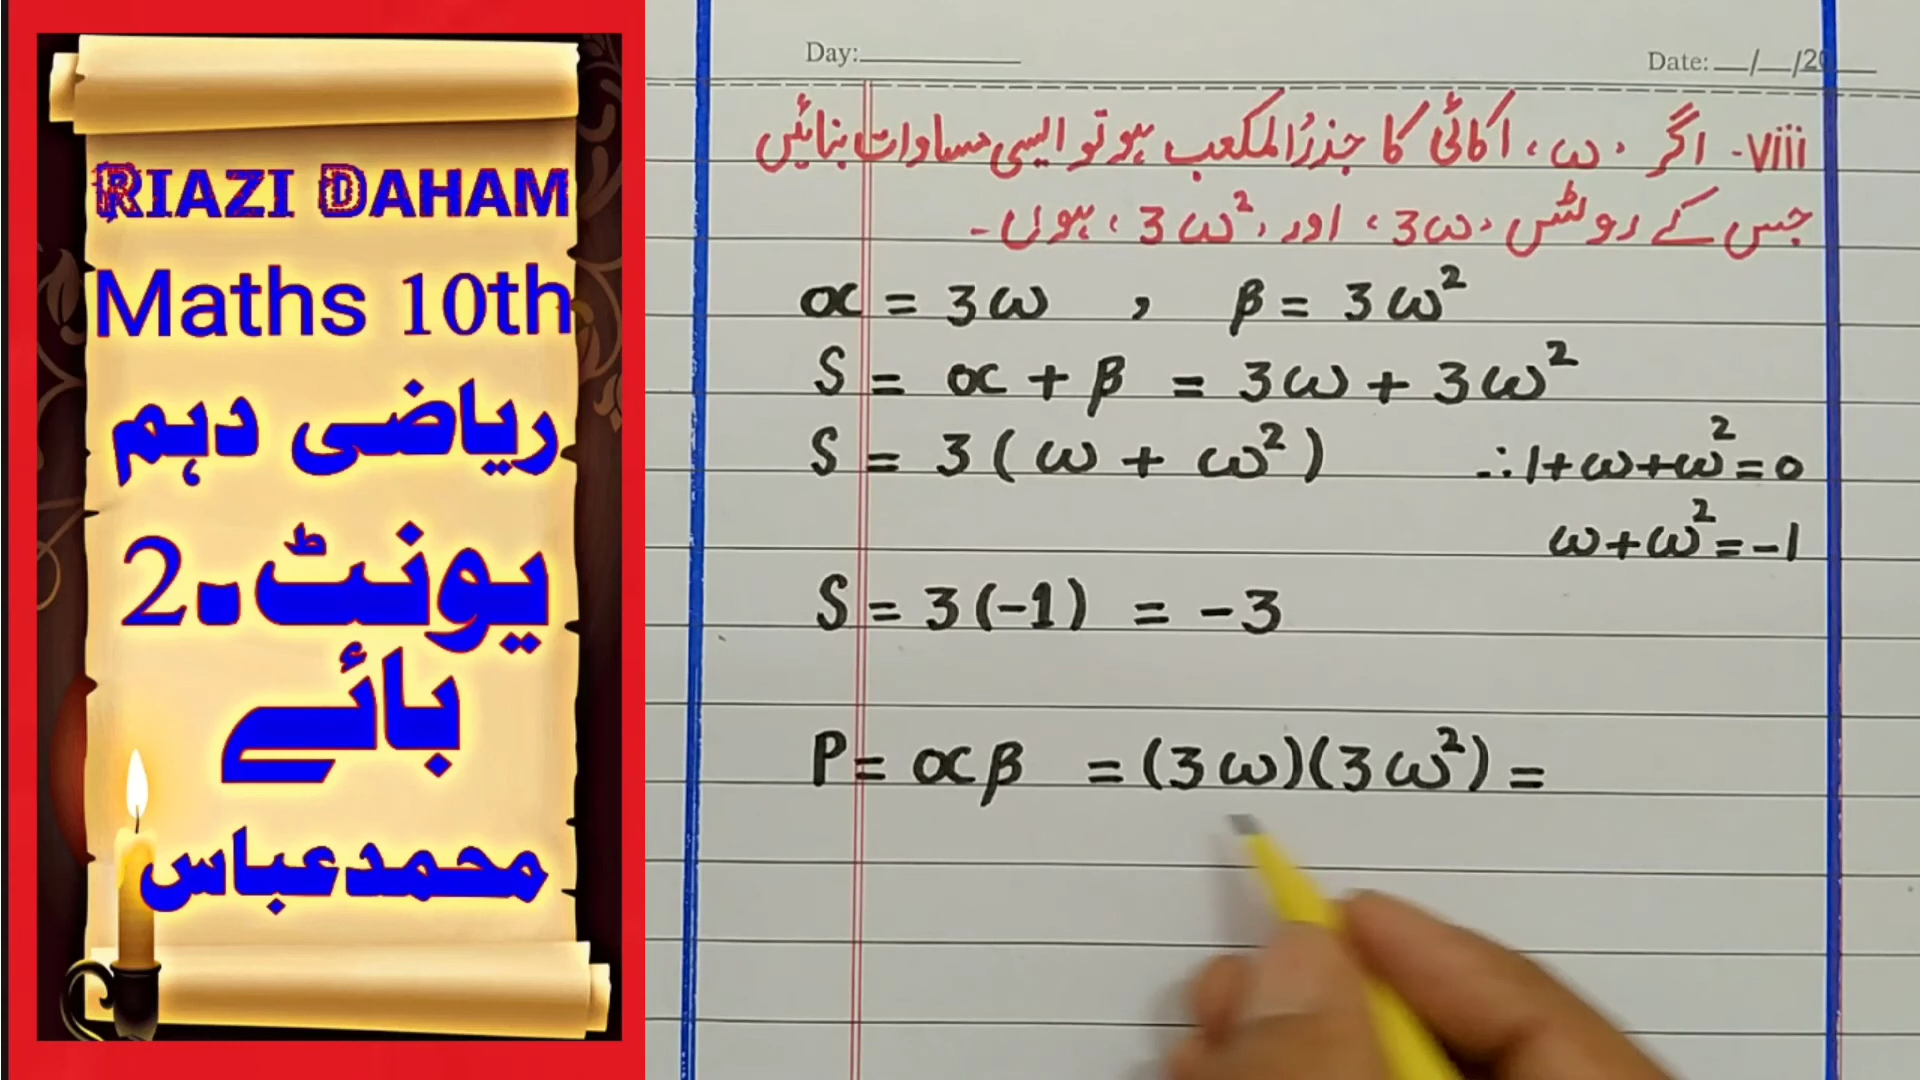 RIAZI DAHAM
Maths 10th
ریاضی دہم
یونٹ۔2
بائے
محمدعباس
Day:
Date: __/__/20
viii- اگر ،ω، اکائی کا جذرُالمکعب ہو تو ایسی مساوات بنائیں
جس کے روٹس ،3ω، اور ،3ω²، ہوں۔
α = 3ω , β = 3ω²
S = α + β = 3ω + 3ω²
S = 3(ω + ω²) ∴ 1+ω+ω²=0
ω+ω²=-1
S = 3(-1) = -3
P = αβ = (3ω)(3ω²) =